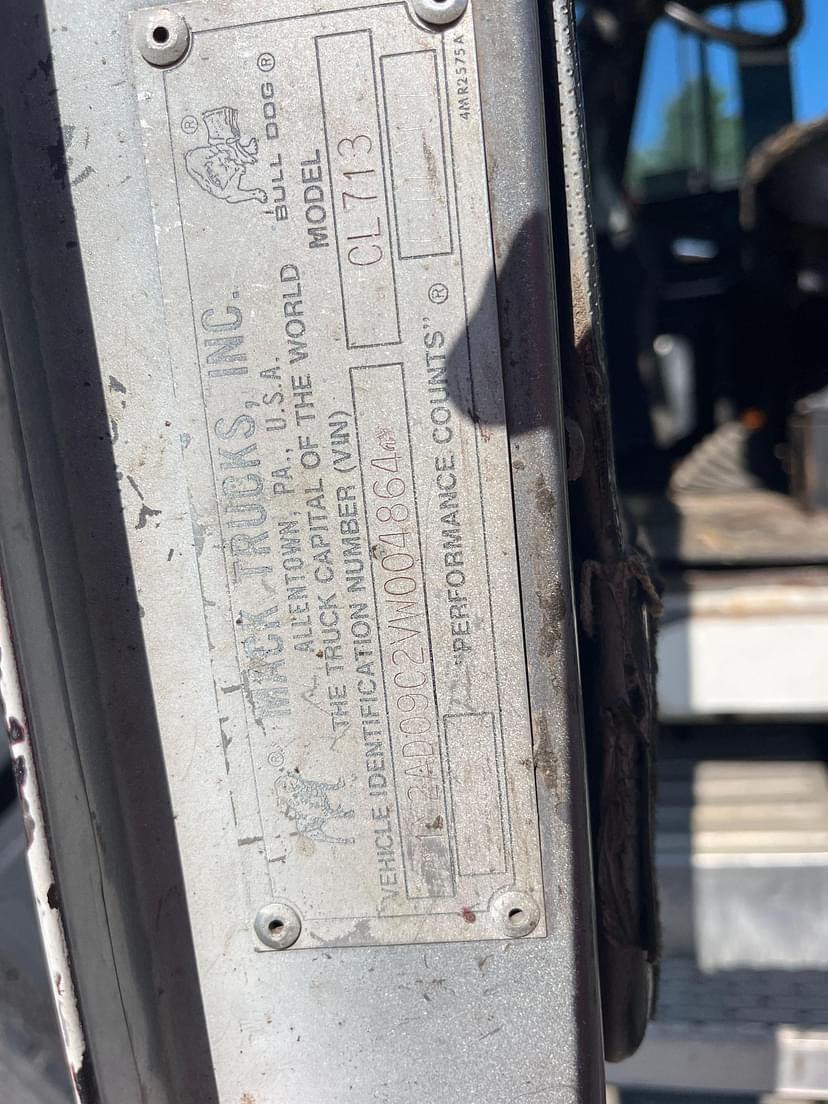 MACK TRUCKS, INC.
ALLENTOWN, PA., U.S.A.
THE TRUCK CAPITAL OF THE WORLD
® BULL DOG ®
VEHICLE IDENTIFICATION NUMBER (VIN)
MODEL
2AD09C2VW004864
CL713
"PERFORMANCE COUNTS" ®
4MR2575A